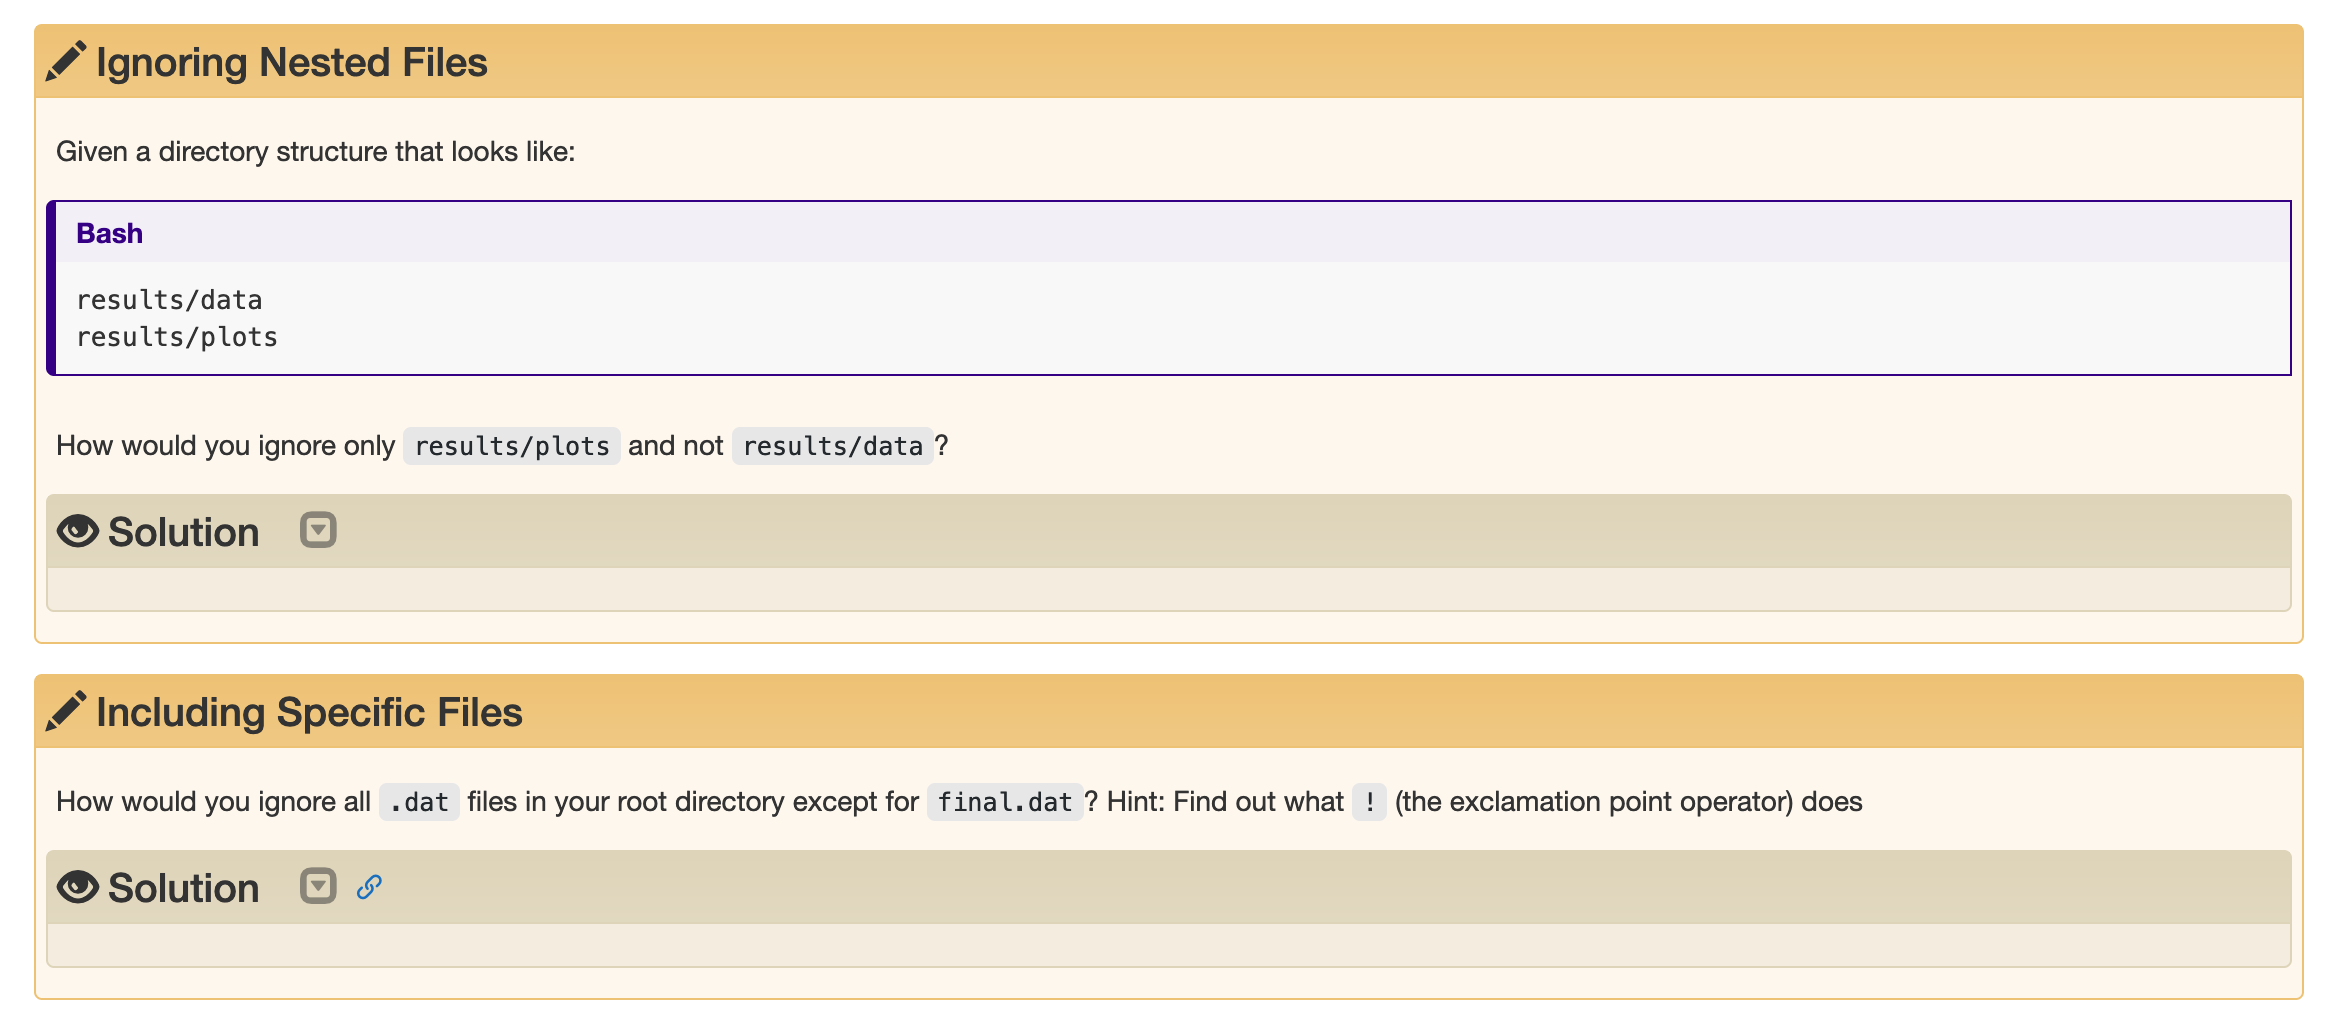 Ignoring Nested Files
Given a directory structure that looks like:
Bash
results/data
results/plots
How would you ignore only results/plots and not results/data?
Solution
Including Specific Files
How would you ignore all .dat files in your root directory except for final.dat? Hint: Find out what ! (the exclamation point operator) does
Solution